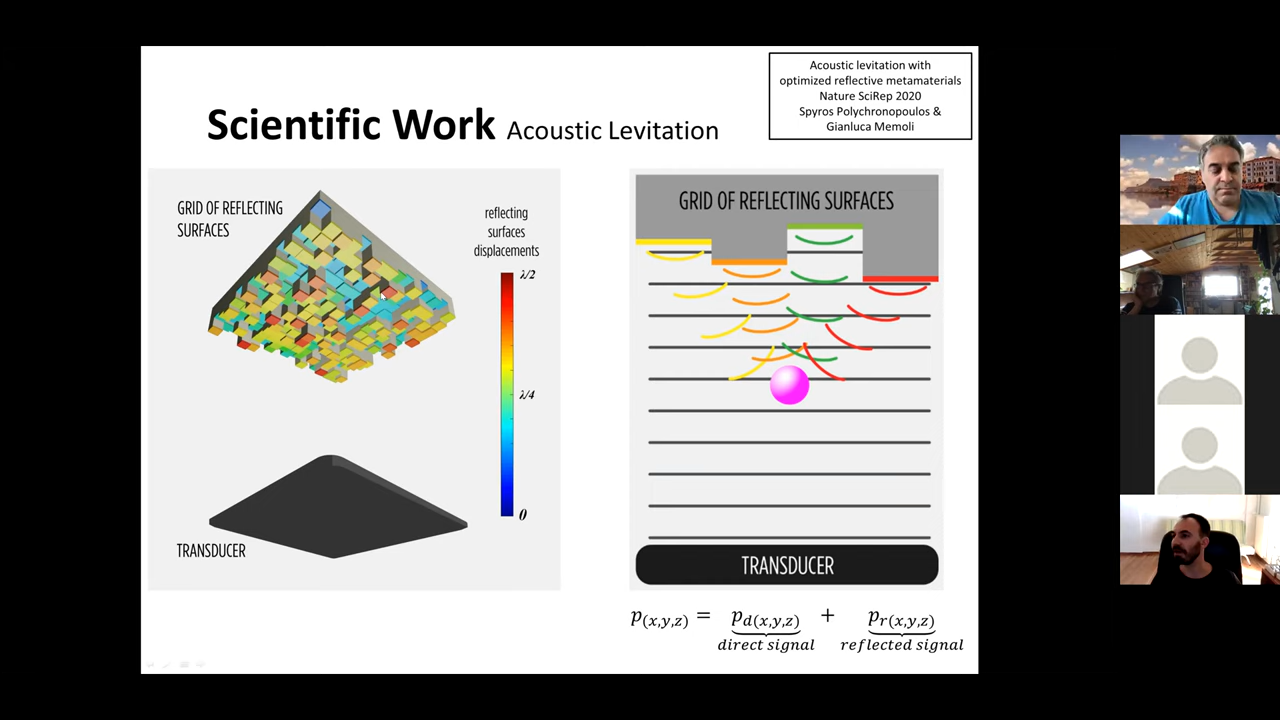 Acoustic levitation with
optimized reflective metamaterials
Nature SciRep 2020
Spyros Polychronopoulos &
Gianluca Memoli
Scientific Work Acoustic Levitation
GRID OF REFLECTING
SURFACES
reflecting
surfaces
displacements
λ/2
λ/4
0
TRANSDUCER
GRID OF REFLECTING SURFACES
TRANSDUCER
p(x,y,z) = pd(x,y,z) + pr(x,y,z)
direct signal reflected signal